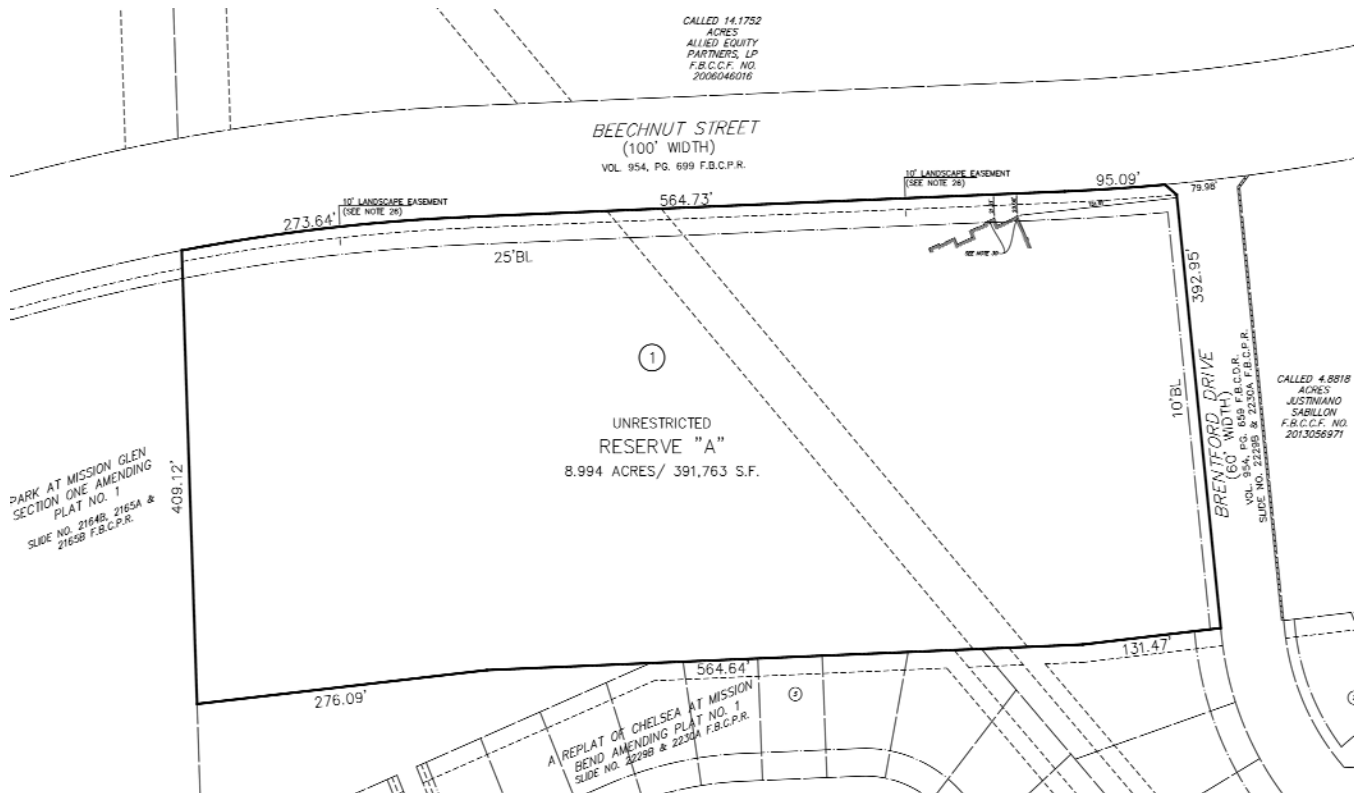 CALLED 14.1752
ACRES
ALLIED EQUITY
PARTNERS, LP
F.B.C.C.F. NO.
2006046016
BEECHNUT STREET
(100' WIDTH)
VOL. 954, PG. 699 F.B.C.P.R.
10' LANDSCAPE EASEMENT
(SEE NOTE 26)
95.09'
79.98'
10' LANDSCAPE EASEMENT
(SEE NOTE 26)
564.73'
273.64'
SEE NOTE 30
25'BL
392.95'
1
UNRESTRICTED
RESERVE "A"
8.994 ACRES/ 391,763 S.F.
10'BL
BRENTFORD DRIVE
(60' WIDTH)
VOL. 954, PG. 659 F.B.C.D.R.
SLIDE NO. 2229B & 2230A F.B.C.P.R.
CALLED 4.8818
ACRES
JUSTINIANO
SABILLON
F.B.C.C.F. NO.
2013056971
PARK AT MISSION GLEN
SECTION ONE AMENDING
PLAT NO. 1
SLIDE NO. 2164B, 2165A &
2165B F.B.C.P.R.
409.12'
276.09'
564.64'
131.47'
3
A REPLAT OF CHELSEA AT MISSION
BEND AMENDING PLAT NO. 1
SLIDE NO. 2229B & 2230A F.B.C.P.R.